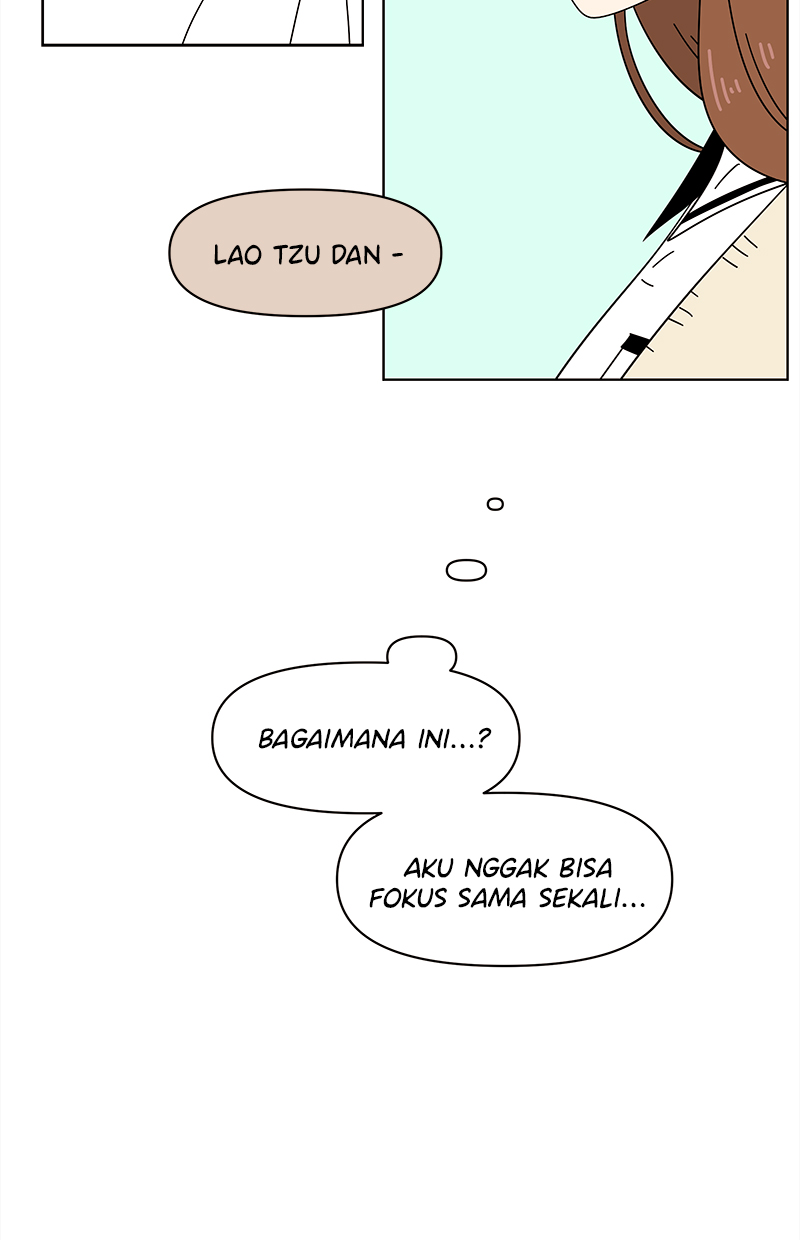 LAO TZU DAN -
BAGAIMANA INI...?
AKU NGGAK BISA
FOKUS SAMA SEKALI...